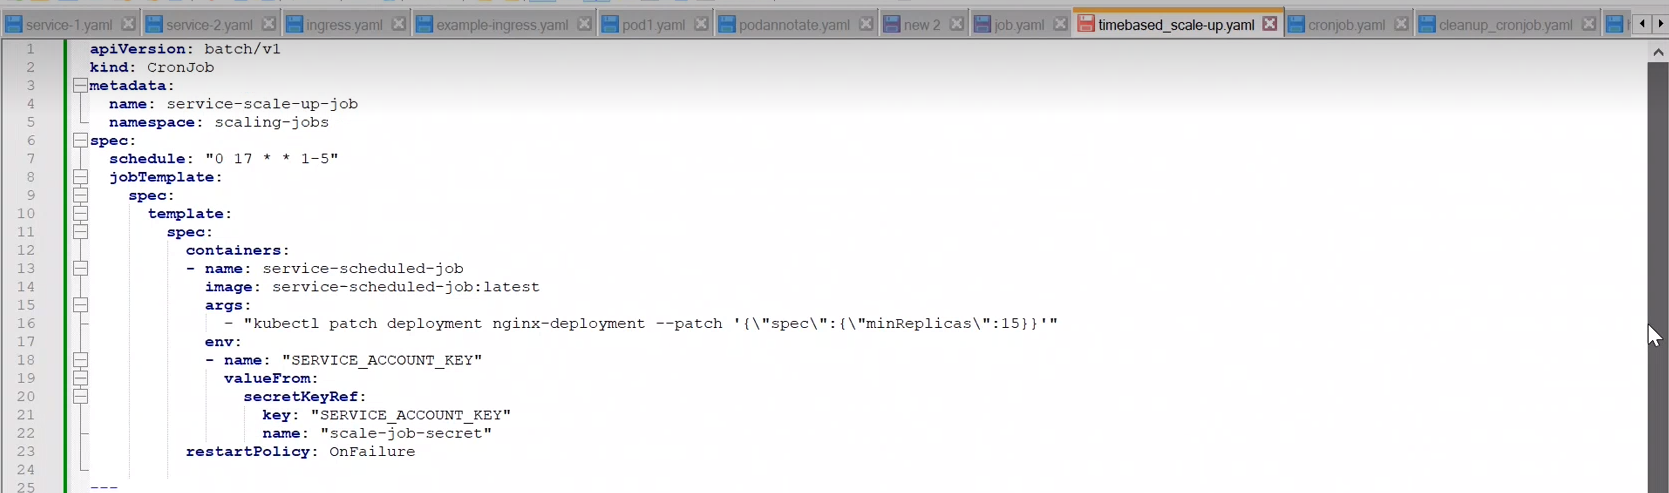 service-1.yaml service-2.yaml ingress.yaml example-ingress.yaml pod1.yaml podannotate.yaml new 2 job.yaml timebased_scale-up.yaml cronjob.yaml cleanup_cronjob.yaml
1 apiVersion: batch/v1
2 kind: CronJob
3 metadata:
4 name: service-scale-up-job
5 namespace: scaling-jobs
6 spec:
7 schedule: "0 17 * * 1-5"
8 jobTemplate:
9 spec:
10 template:
11 spec:
12 containers:
13 - name: service-scheduled-job
14 image: service-scheduled-job:latest
15 args:
16 - "kubectl patch deployment nginx-deployment --patch '{\"spec\":{\"minReplicas\":15}}'"
17 env:
18 - name: "SERVICE_ACCOUNT_KEY"
19 valueFrom:
20 secretKeyRef:
21 key: "SERVICE_ACCOUNT_KEY"
22 name: "scale-job-secret"
23 restartPolicy: OnFailure
24
25 ---